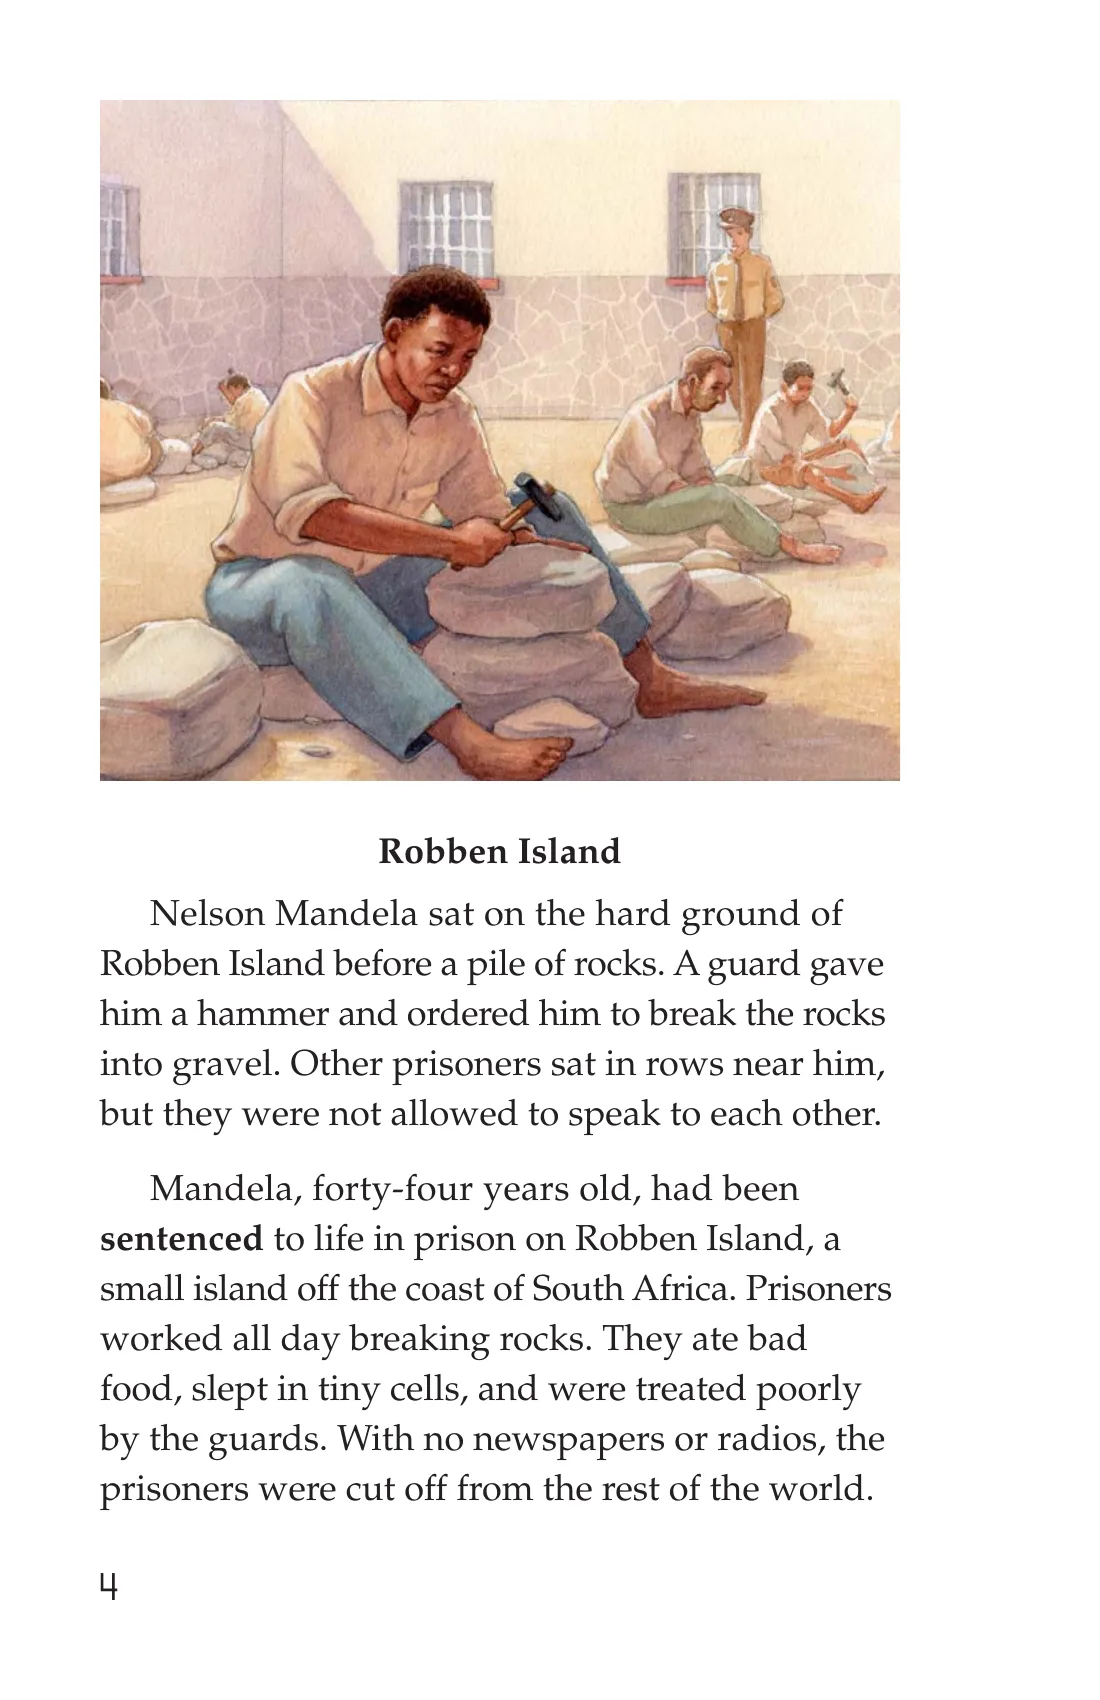 Robben Island
Nelson Mandela sat on the hard ground of
Robben Island before a pile of rocks. A guard gave
him a hammer and ordered him to break the rocks
into gravel. Other prisoners sat in rows near him,
but they were not allowed to speak to each other.
Mandela, forty-four years old, had been
sentenced to life in prison on Robben Island, a
small island off the coast of South Africa. Prisoners
worked all day breaking rocks. They ate bad
food, slept in tiny cells, and were treated poorly
by the guards. With no newspapers or radios, the
prisoners were cut off from the rest of the world.
4